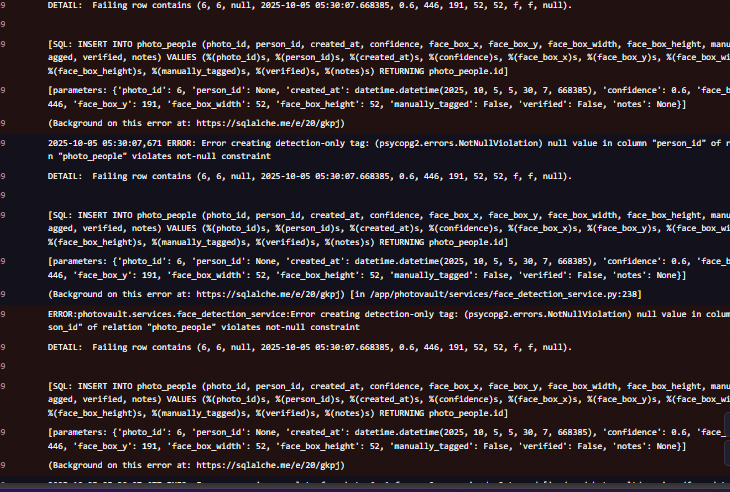 9 DETAIL:  Failing row contains (6, 6, null, 2025-10-05 05:30:07.668385, 0.6, 446, 191, 52, 52, f, f, null).
9
9 [SQL: INSERT INTO photo_people (photo_id, person_id, created_at, confidence, face_box_x, face_box_y, face_box_width, face_box_height, manu
agged, verified, notes) VALUES (%(photo_id)s, %(person_id)s, %(created_at)s, %(confidence)s, %(face_box_x)s, %(face_box_y)s, %(face_box_wi
%(face_box_height)s, %(manually_tagged)s, %(verified)s, %(notes)s) RETURNING photo_people.id]
9 [parameters: {'photo_id': 6, 'person_id': None, 'created_at': datetime.datetime(2025, 10, 5, 5, 30, 7, 668385), 'confidence': 0.6, 'face_b
446, 'face_box_y': 191, 'face_box_width': 52, 'face_box_height': 52, 'manually_tagged': False, 'verified': False, 'notes': None}]
9 (Background on this error at: https://sqlalche.me/e/20/gkpj)
9 2025-10-05 05:30:07,671 ERROR: Error creating detection-only tag: (psycopg2.errors.NotNullViolation) null value in column "person_id" of r
n "photo_people" violates not-null constraint
9 DETAIL:  Failing row contains (6, 6, null, 2025-10-05 05:30:07.668385, 0.6, 446, 191, 52, 52, f, f, null).
9
9 [SQL: INSERT INTO photo_people (photo_id, person_id, created_at, confidence, face_box_x, face_box_y, face_box_width, face_box_height, manu
agged, verified, notes) VALUES (%(photo_id)s, %(person_id)s, %(created_at)s, %(confidence)s, %(face_box_x)s, %(face_box_y)s, %(face_box_wi
%(face_box_height)s, %(manually_tagged)s, %(verified)s, %(notes)s) RETURNING photo_people.id]
9 [parameters: {'photo_id': 6, 'person_id': None, 'created_at': datetime.datetime(2025, 10, 5, 5, 30, 7, 668385), 'confidence': 0.6, 'face_b
446, 'face_box_y': 191, 'face_box_width': 52, 'face_box_height': 52, 'manually_tagged': False, 'verified': False, 'notes': None}]
9 (Background on this error at: https://sqlalche.me/e/20/gkpj) [in /app/photovault/services/face_detection_service.py:238]
9 ERROR:photovault.services.face_detection_service:Error creating detection-only tag: (psycopg2.errors.NotNullViolation) null value in colum
son_id" of relation "photo_people" violates not-null constraint
9 DETAIL:  Failing row contains (6, 6, null, 2025-10-05 05:30:07.668385, 0.6, 446, 191, 52, 52, f, f, null).
9
9 [SQL: INSERT INTO photo_people (photo_id, person_id, created_at, confidence, face_box_x, face_box_y, face_box_width, face_box_height, manu
agged, verified, notes) VALUES (%(photo_id)s, %(person_id)s, %(created_at)s, %(confidence)s, %(face_box_x)s, %(face_box_y)s, %(face_box_wi
%(face_box_height)s, %(manually_tagged)s, %(verified)s, %(notes)s) RETURNING photo_people.id]
9 [parameters: {'photo_id': 6, 'person_id': None, 'created_at': datetime.datetime(2025, 10, 5, 5, 30, 7, 668385), 'confidence': 0.6, 'face_
446, 'face_box_y': 191, 'face_box_width': 52, 'face_box_height': 52, 'manually_tagged': False, 'verified': False, 'notes': None}]
9 (Background on this error at: https://sqlalche.me/e/20/gkpj)